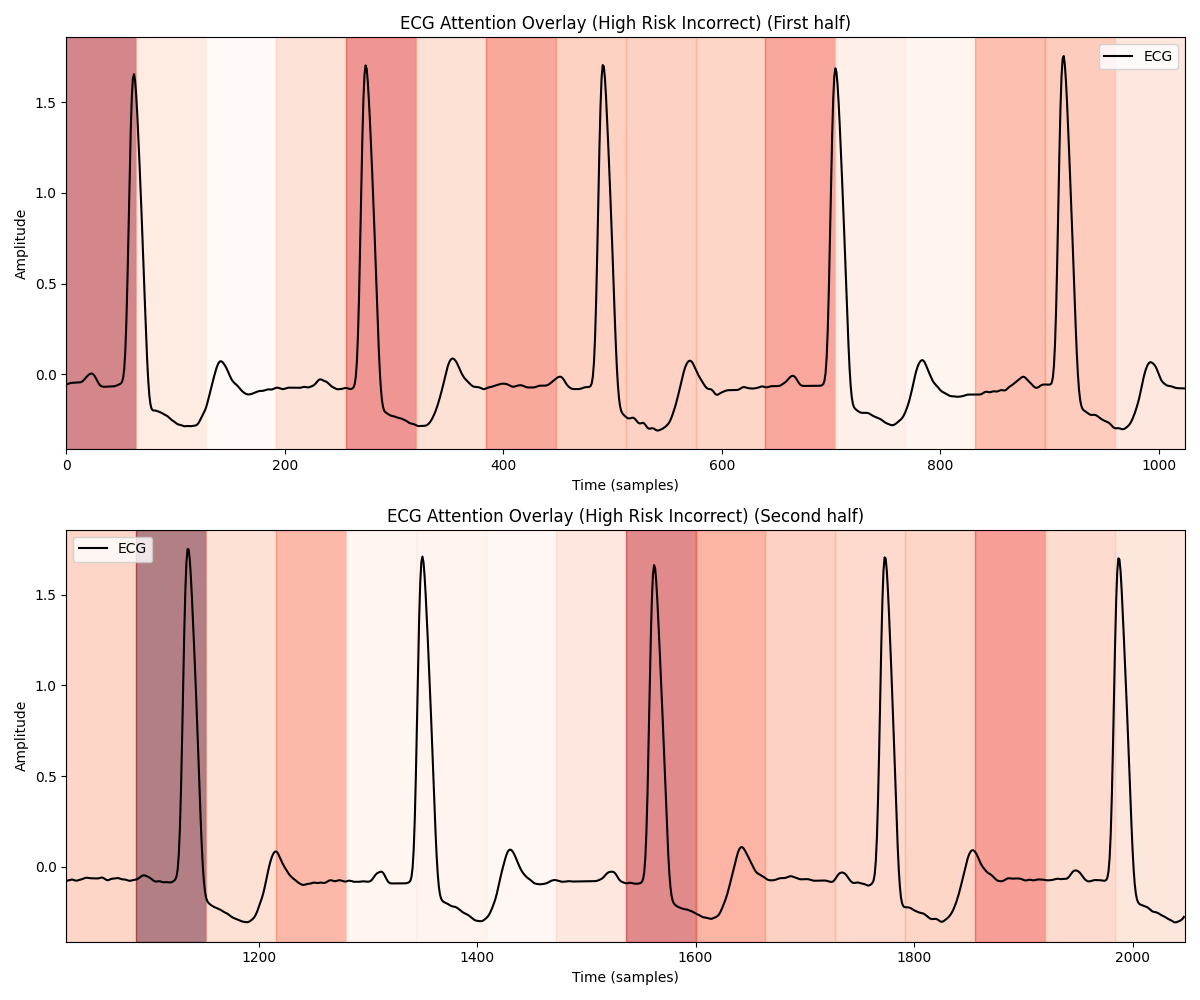 ECG Attention Overlay (High Risk Incorrect) (First half)
ECG
1.5
1.0
0.5
0.0
Amplitude
0 200 400 600 800 1000
Time (samples)
ECG Attention Overlay (High Risk Incorrect) (Second half)
ECG
1.5
1.0
0.5
0.0
Amplitude
1200 1400 1600 1800 2000
Time (samples)